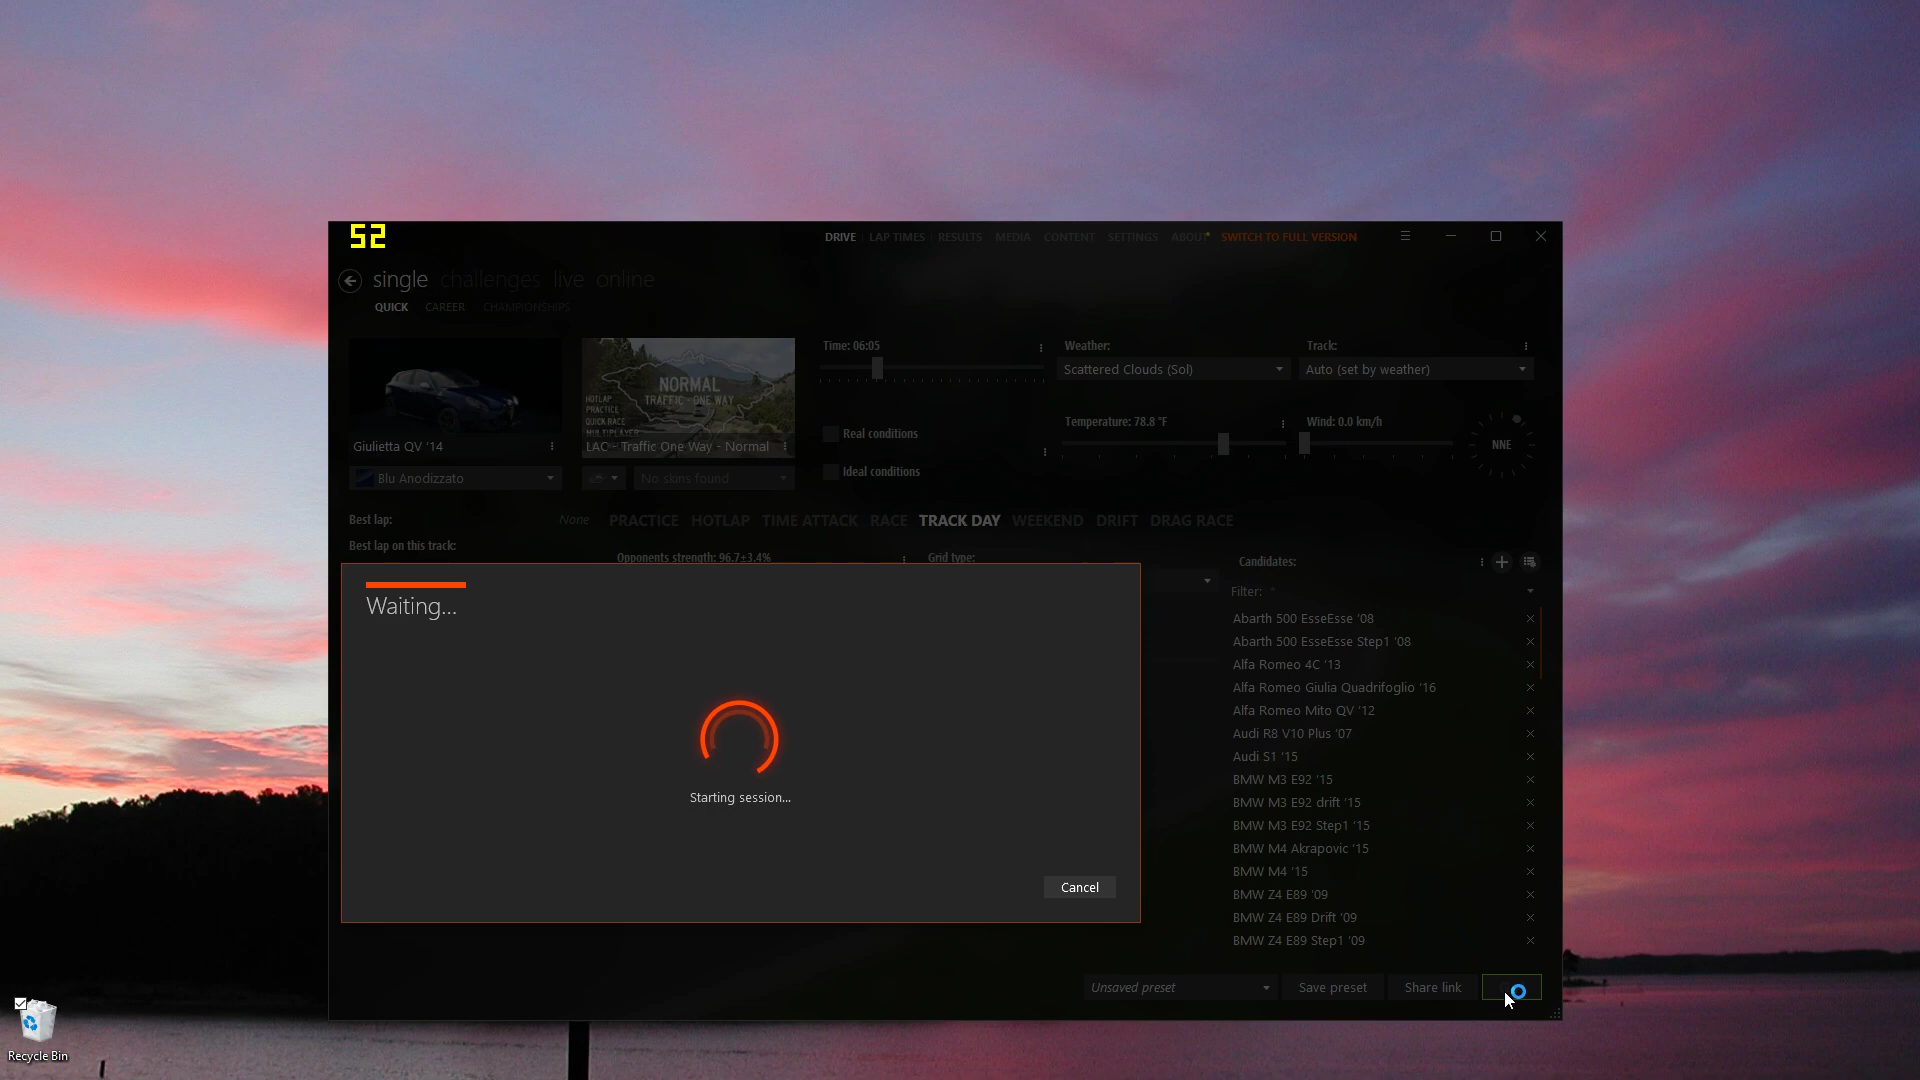 52
DRIVE LAP TIMES RESULTS MEDIA CONTENT SETTINGS ABOUT SWITCH TO FULL VERSION
single challenges live online
QUICK CAREER CHAMPIONSHIPS
Time: 06:05 Weather: Track:
Scattered Clouds (Sol) Auto (set by weather)
NORMAL
TRAFFIC - ONE WAY
HOTLAP
PRACTICE
QUICK RACE
MULTIPLAYER
Temperature: 78.8 °F Wind: 0.0 km/h
Real conditions
NNE
Giulietta QV '14 LAC - Traffic One Way - Normal
Ideal conditions
Blu Anodizzato No skins found
Best lap: None PRACTICE HOTLAP TIME ATTACK RACE TRACK DAY WEEKEND DRIFT DRAG RACE
Best lap on this track:
Opponents strength: 96.7±3.4% Grid type: Candidates:
Filter: *
Waiting...
Starting session...
Cancel
Abarth 500 EsseEsse '08
Abarth 500 EsseEsse Step1 '08
Alfa Romeo 4C '13
Alfa Romeo Giulia Quadrifoglio '16
Alfa Romeo Mito QV '12
Audi R8 V10 Plus '07
Audi S1 '15
BMW M3 E92 '15
BMW M3 E92 drift '15
BMW M3 E92 Step1 '15
BMW M4 Akrapovic '15
BMW M4 '15
BMW Z4 E89 '09
BMW Z4 E89 Drift '09
BMW Z4 E89 Step1 '09
Unsaved preset Save preset Share link
Recycle Bin